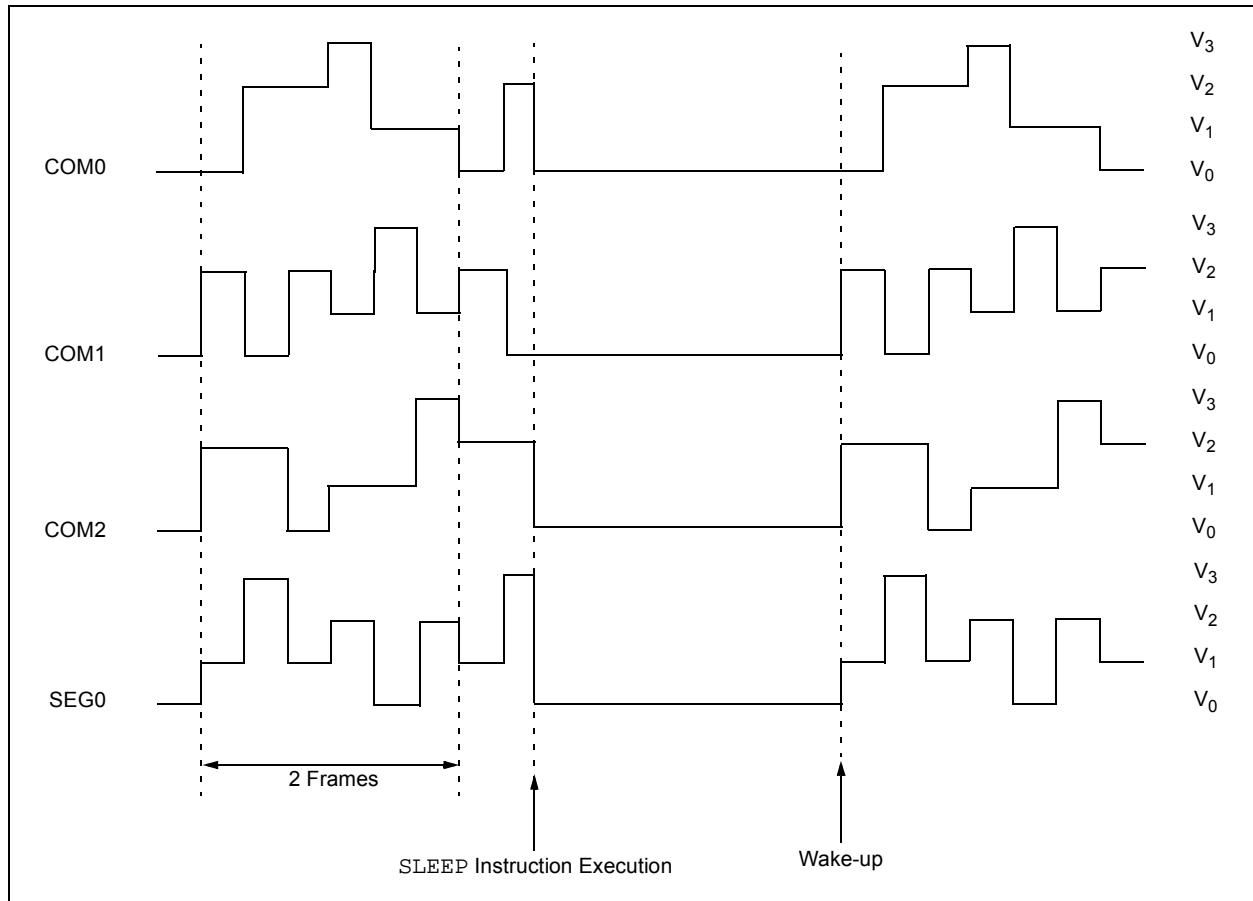 V3
V2
V1
COM0
V0
V3
V2
V1
COM1
V0
V3
V2
V1
COM2
V0
V3
V2
V1
SEG0
V0
2 Frames
SLEEP Instruction Execution
Wake-up